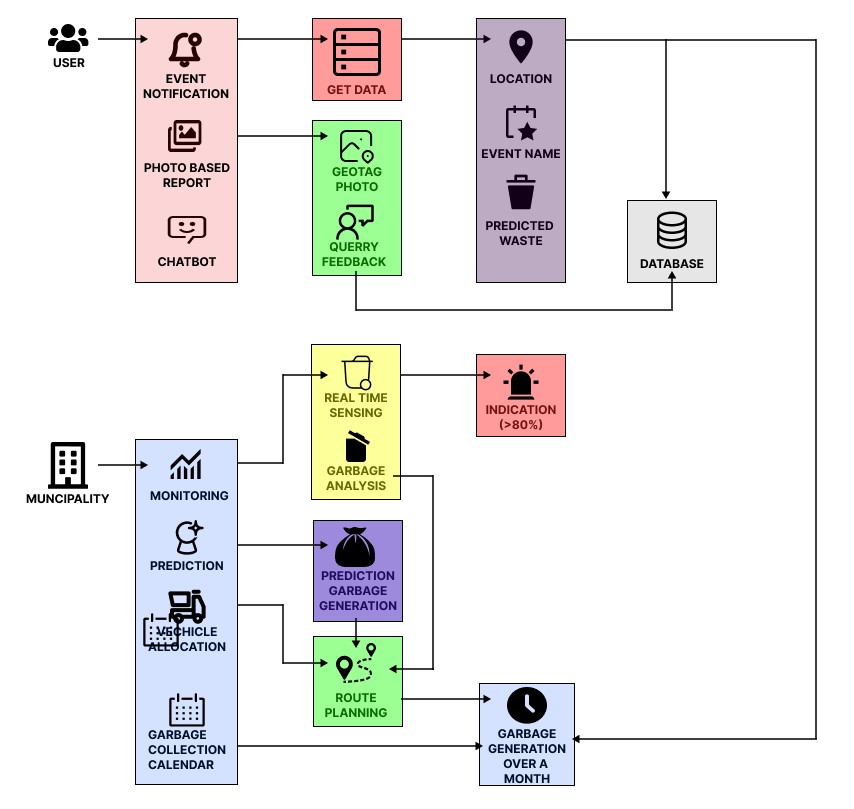 USER
EVENT
NOTIFICATION
PHOTO BASED
REPORT
CHATBOT
GET DATA
GEOTAG
PHOTO
QUERRY
FEEDBACK
LOCATION
EVENT NAME
PREDICTED
WASTE
DATABASE
MUNCIPALITY
MONITORING
PREDICTION
VECHICLE
ALLOCATION
GARBAGE
COLLECTION
CALENDAR
REAL TIME
SENSING
GARBAGE
ANALYSIS
INDICATION
(>80%)
PREDICTION
GARBAGE
GENERATION
ROUTE
PLANNING
GARBAGE
GENERATION
OVER A
MONTH